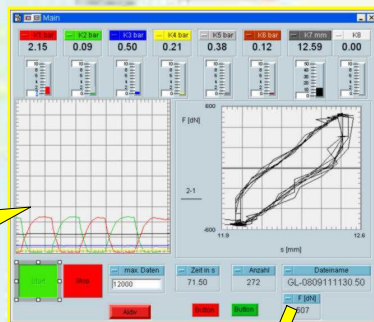 Main
K1 bar K2 bar K3 bar K4 bar K5 bar K6 bar K7 mm K8
2.15 0.09 0.50 0.21 0.38 0.12 12.59 0.00
600
F [dN]
2-1
-600
11.9 12.6
s [mm]
start Stop
max. Daten Zeit in s Anzahl Dateiname
12000 71.50 272 GL-0809111130.50
Aktiv Button Button
F [dN]
607